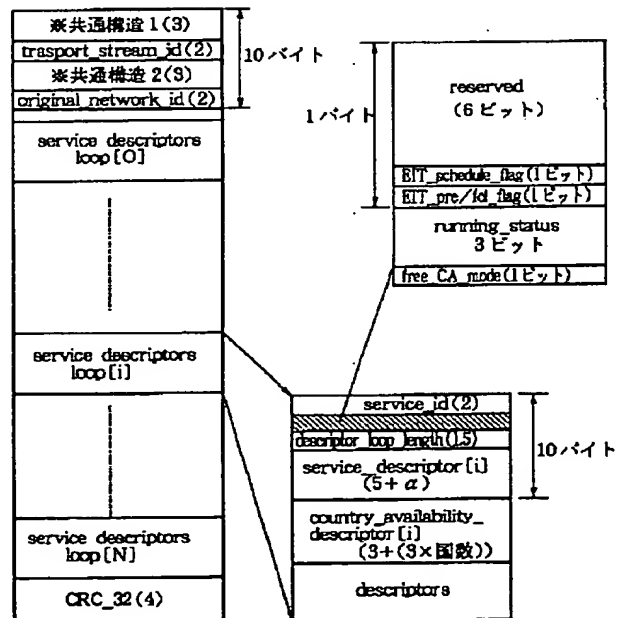 ※共通構造1(3)
trasport_stream_id(2)
※共通構造2(3)
original_network_id(2)
10バイト
service descriptors
loop[0]
service descriptors
loop[i]
service descriptors
loop[N]
CRC_32(4)
1バイト
reserved
(6ビット)
EIT_schedule_flag(1ビット)
EIT_pre/fol_flag(1ビット)
running_status
3ビット
free_CA_mode(1ビット)
service_id(2)
descriptor_loop_length(1.5)
service_descriptor[i]
(5+α)
10バイト
country_availability_
descriptor[i]
(3+(3×国数))
descriptors